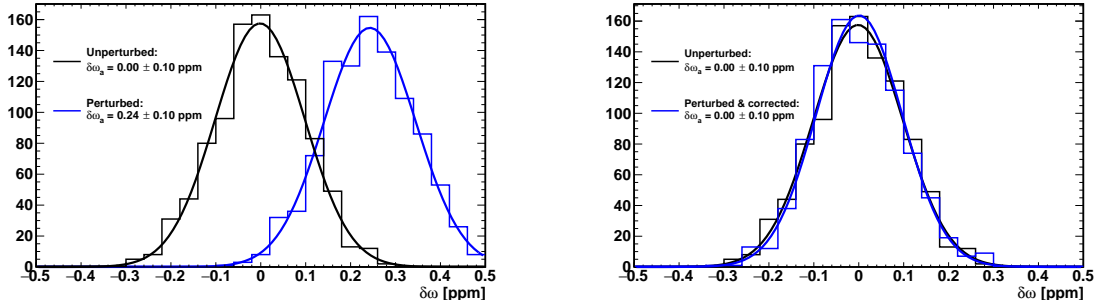 160
140
120
100
80
60
40
20
0
Unperturbed:
δωa = 0.00 ± 0.10 ppm
Perturbed:
δωa = 0.24 ± 0.10 ppm
−0.5 −0.4 −0.3 −0.2 −0.1 0 0.1 0.2 0.3 0.4 0.5
δω [ppm]
160
140
120
100
80
60
40
20
0
Unperturbed:
δωa = 0.00 ± 0.10 ppm
Perturbed & corrected:
δωa = 0.00 ± 0.10 ppm
−0.5 −0.4 −0.3 −0.2 −0.1 0 0.1 0.2 0.3 0.4 0.5
δω [ppm]